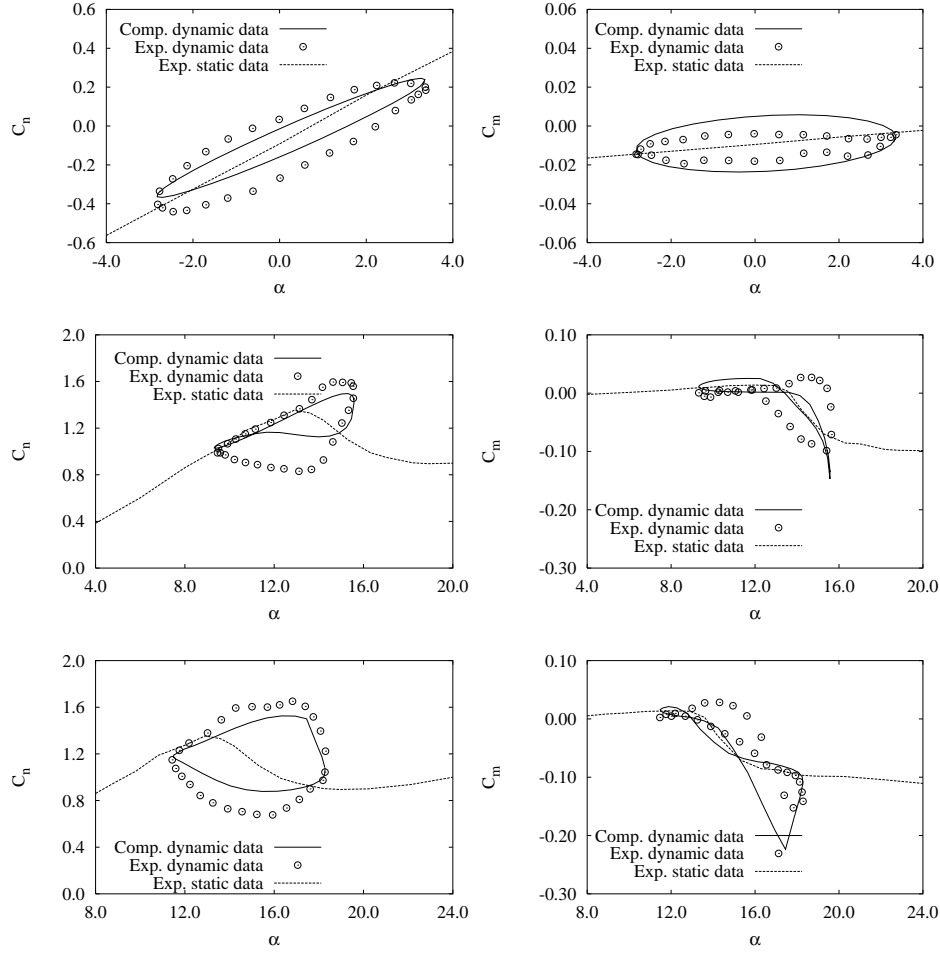 0.6
0.4
0.2
0.0
-0.2
-0.4
-0.6
-4.0 -2.0 0.0 2.0 4.0
Cn
α
Comp. dynamic data
Exp. dynamic data
Exp. static data
0.06
0.04
0.02
0.00
-0.02
-0.04
-0.06
-4.0 -2.0 0.0 2.0 4.0
Cm
α
Comp. dynamic data
Exp. dynamic data
Exp. static data
2.0
1.6
1.2
0.8
0.4
0.0
4.0 8.0 12.0 16.0 20.0
Cn
α
Comp. dynamic data
Exp. dynamic data
Exp. static data
0.10
0.00
-0.10
-0.20
-0.30
4.0 8.0 12.0 16.0 20.0
Cm
α
Comp. dynamic data
Exp. dynamic data
Exp. static data
2.0
1.6
1.2
0.8
0.4
0.0
8.0 12.0 16.0 20.0 24.0
Cn
α
Comp. dynamic data
Exp. dynamic data
Exp. static data
0.10
0.00
-0.10
-0.20
-0.30
8.0 12.0 16.0 20.0 24.0
Cm
α
Comp. dynamic data
Exp. dynamic data
Exp. static data